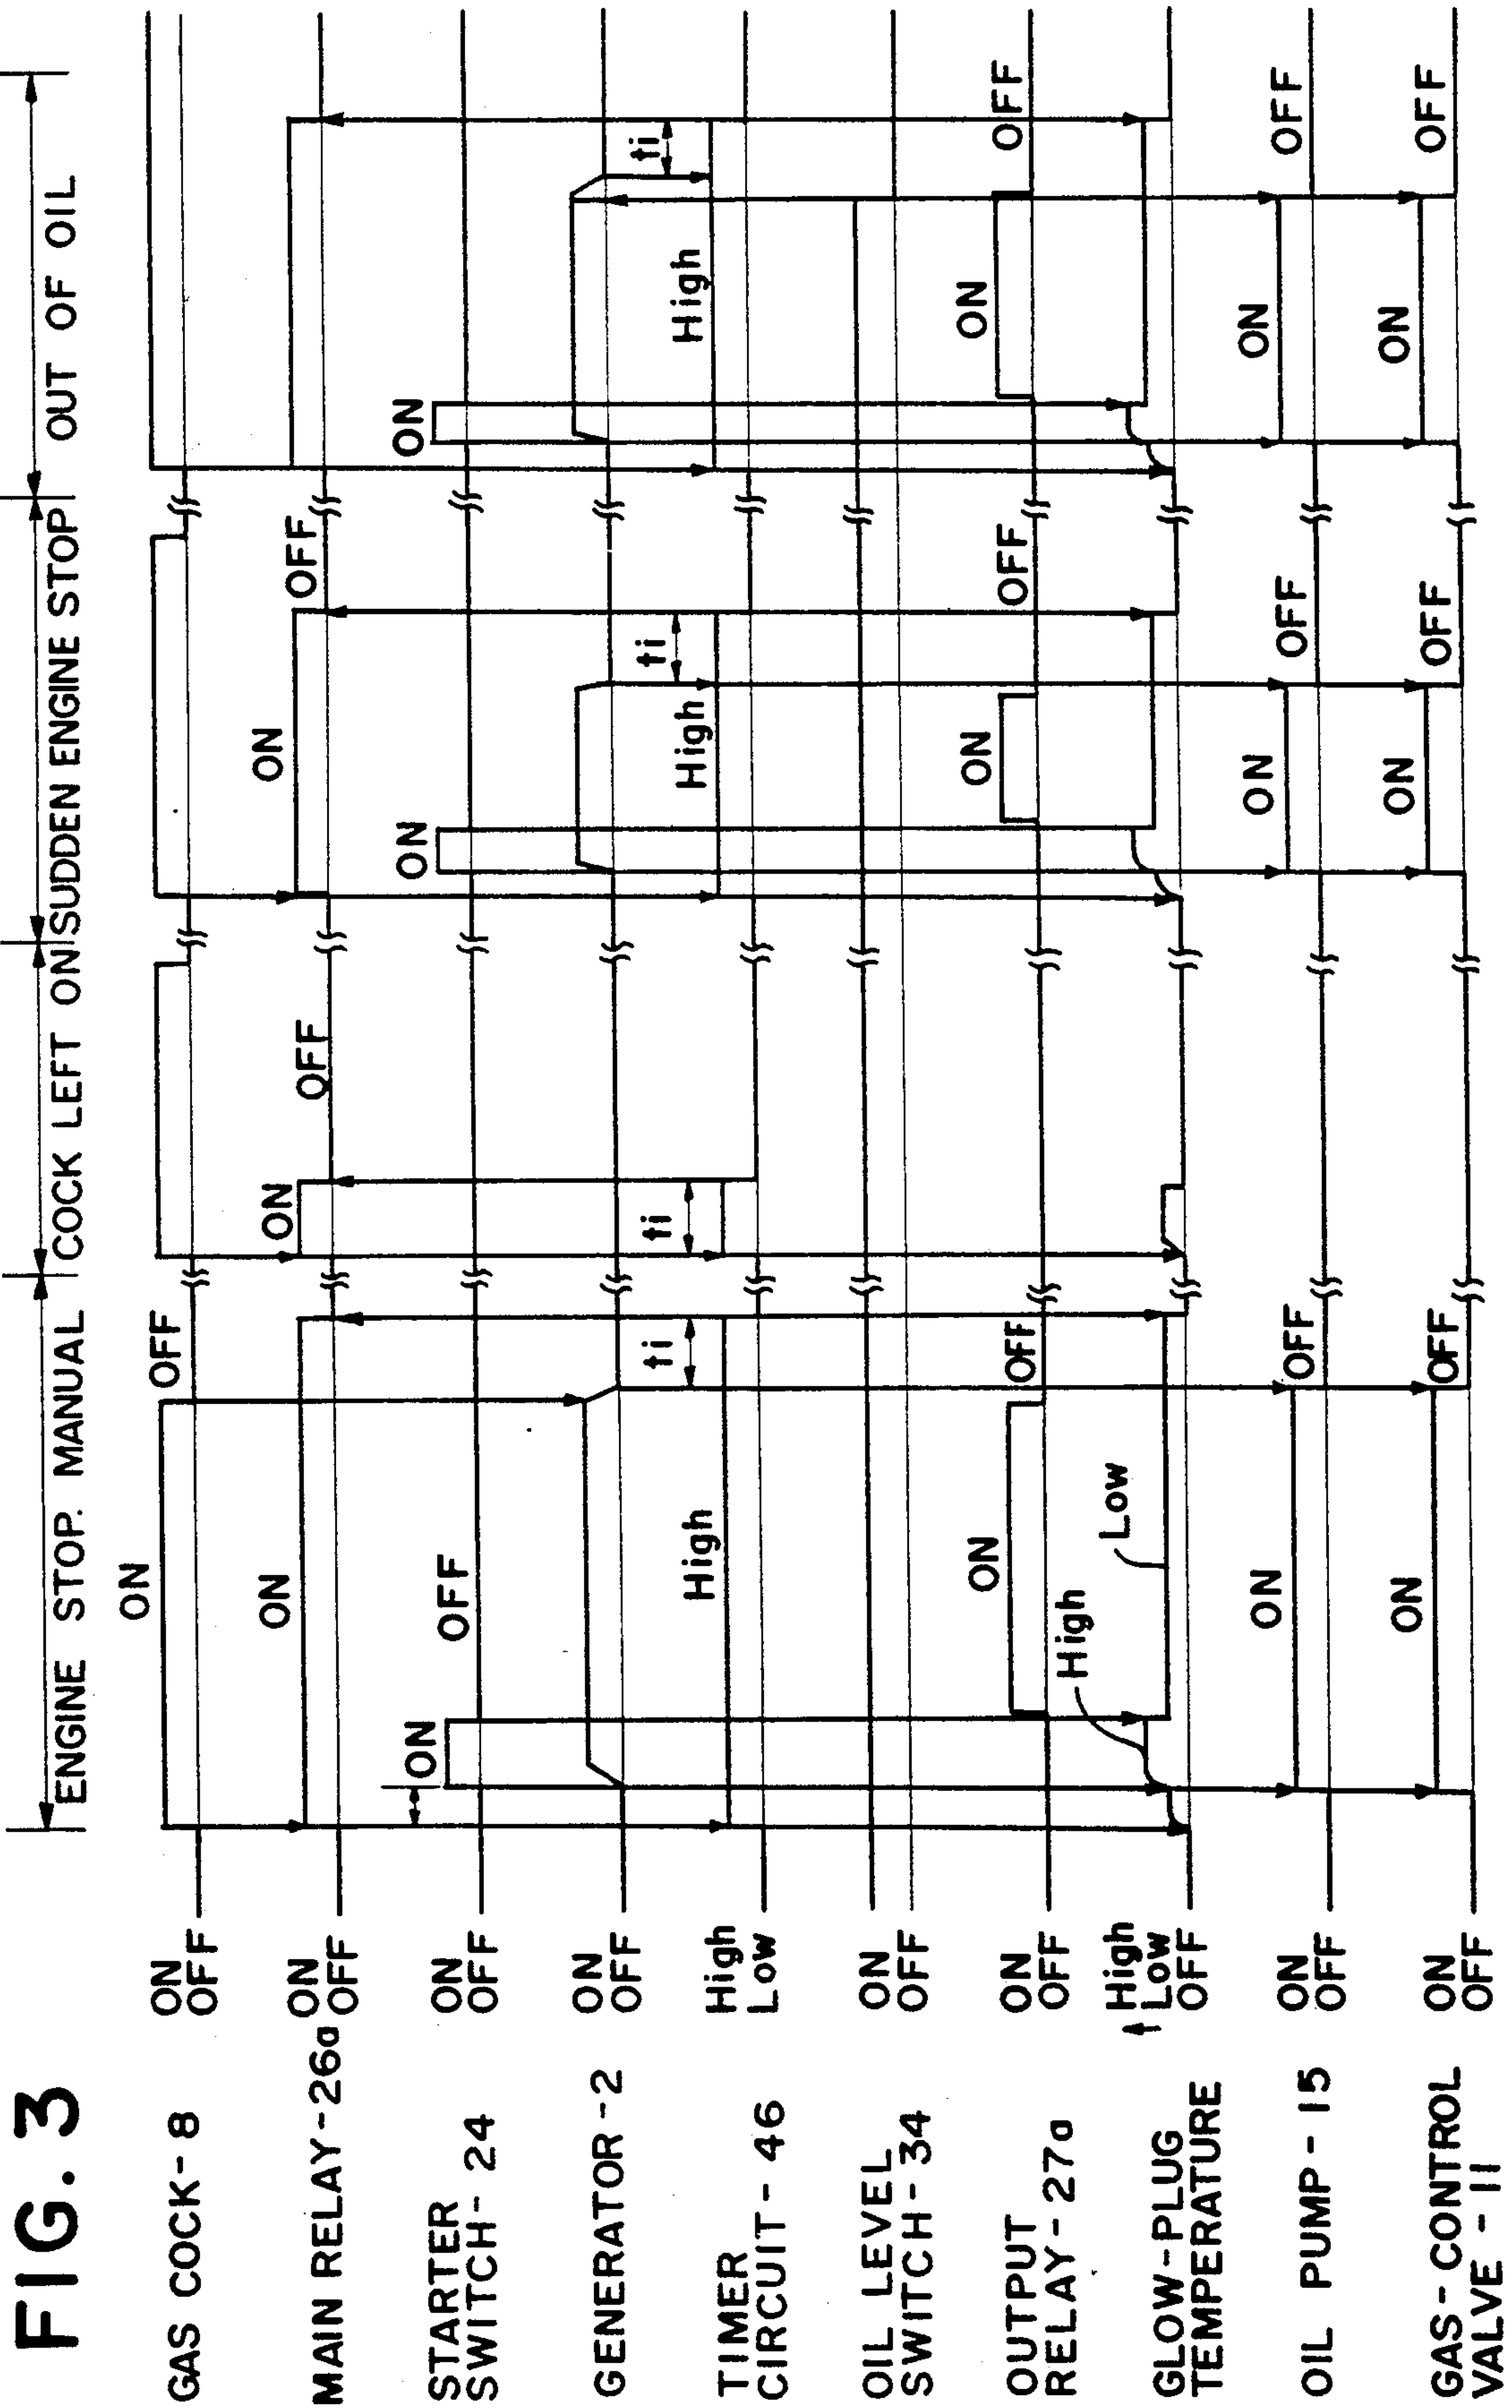 FIG. 3
ENGINE STOP. MANUAL
COCK LEFT ON
SUDDEN ENGINE STOP
OUT OF OIL
GAS COCK-8
ON
OFF
ON
OFF
MAIN RELAY-26a
ON
OFF
ON
ON
OFF
ON
OFF
STARTER
SWITCH-24
ON
OFF
ON
OFF
ON
ON
GENERATOR-2
ON
OFF
TIMER
CIRCUIT-46
High
Low
High
ti
ti
High
ti
High
ti
OIL LEVEL
SWITCH-34
ON
OFF
OUTPUT
RELAY-27a
ON
OFF
ON
OFF
ON
OFF
ON
OFF
GLOW-PLUG
TEMPERATURE
High
Low
OFF
High
Low
OIL PUMP-15
ON
OFF
ON
OFF
ON
OFF
ON
OFF
GAS-CONTROL
VALVE-11
ON
OFF
ON
OFF
ON
OFF
ON
OFF